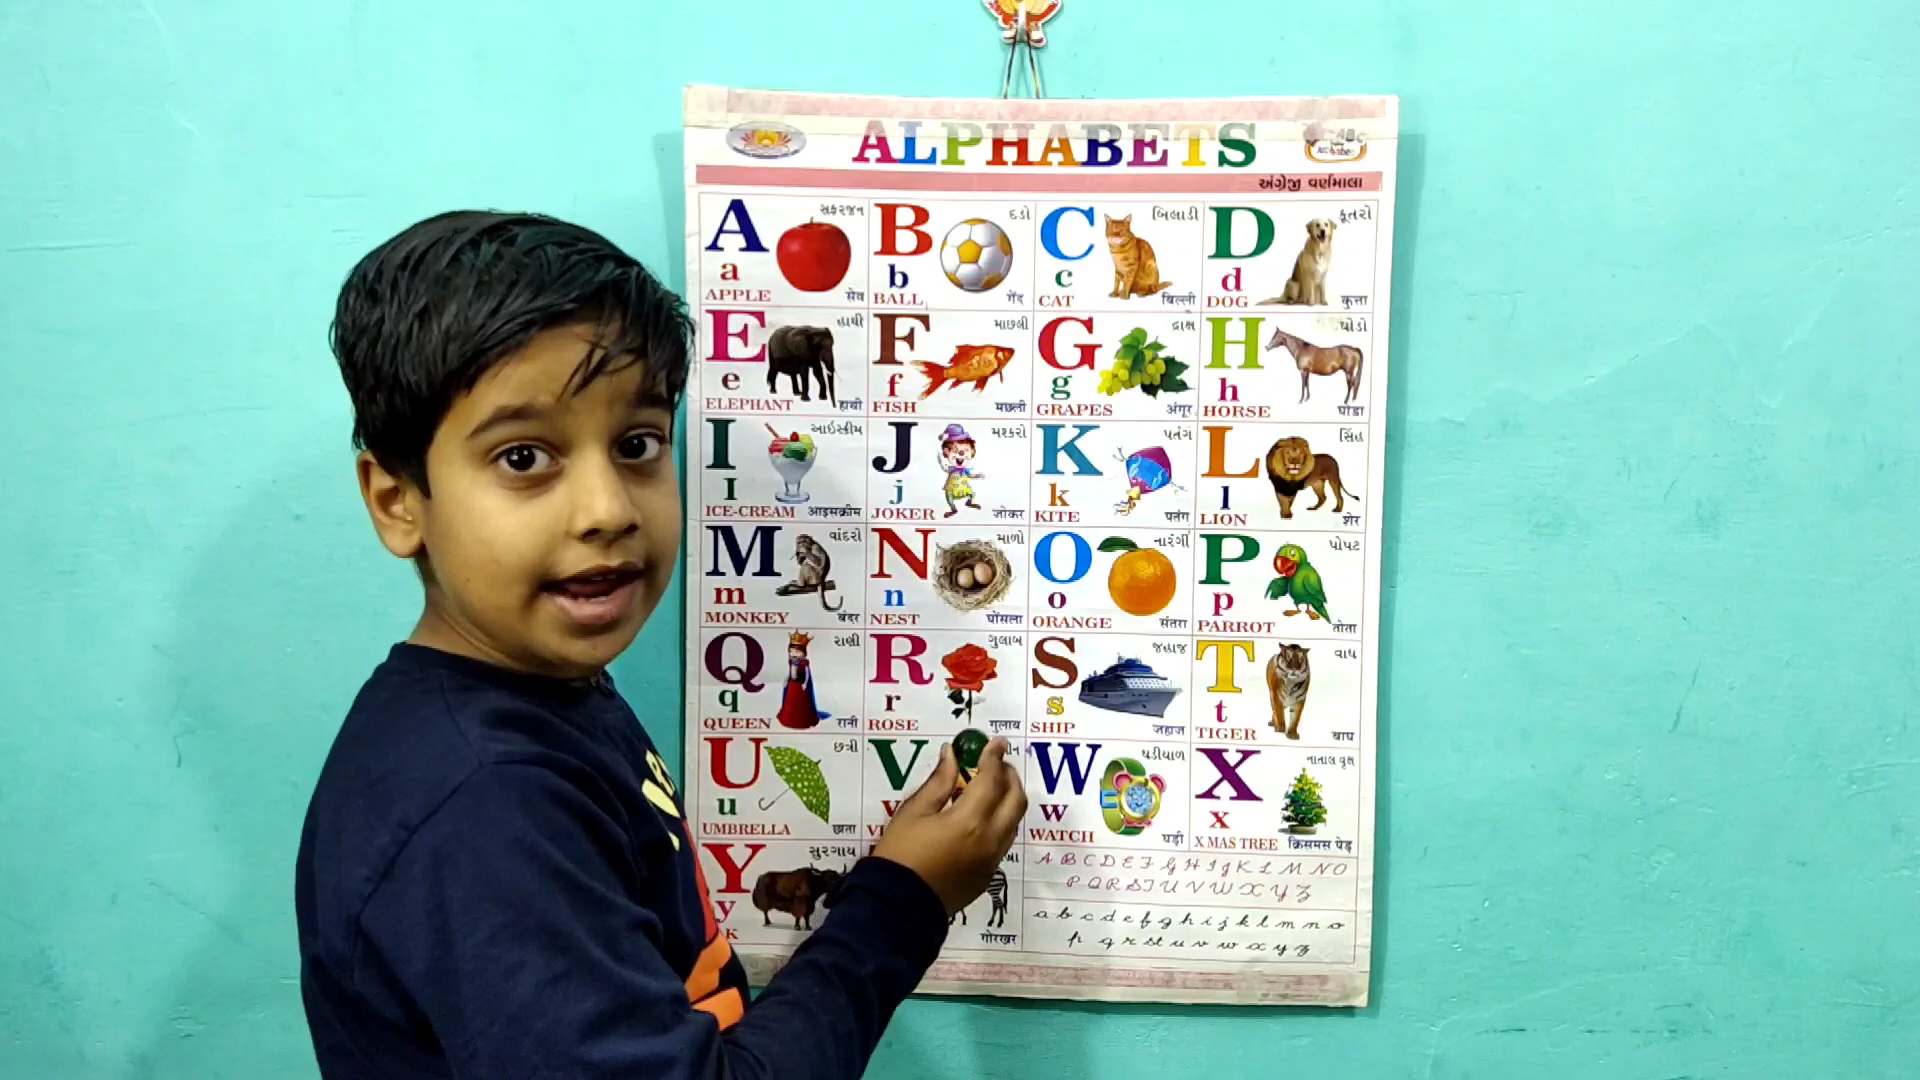 ALPHABETS
અંગ્રેજી વર્ણમાલા
A સફરજન
a
APPLE सेव
B દડો
b
BALL गेंद
C બિલાડી
c
CAT बिल्ली
D કૂતરો
d
DOG कुत्ता
E હાથી
e
ELEPHANT हाथी
F માછલી
f
FISH मछली
G દ્રાક્ષ
g
GRAPES अंगूर
H ઘોડો
h
HORSE घोडा
I આઇસ્ક્રીમ
I
ICE-CREAM आइसक्रीम
J મશ્કરો
j
JOKER जोकर
K પતંગ
k
KITE पतंग
L સિંહ
l
LION शेर
M વાંદરો
m
MONKEY बंदर
N માળો
n
NEST घोंसला
O નારંગી
o
ORANGE संतरा
P પોપટ
p
PARROT तोता
Q રાણી
q
QUEEN रानी
R ગુલાબ
r
ROSE गुलाब
S જહાજ
s
SHIP जहाज
T વાઘ
t
TIGER बाघ
U છત્રી
u
UMBRELLA छाता
V
v
W ઘડીયાળ
w
WATCH घड़ी
X નાતાલ વૃક્ષ
x
X MAS TREE क्रिसमस पेड़
Y સુરગાય
y
गोरखर
A B C D E F G H I J K L M N O
P Q R S T U V W X Y Z
a b c d e f g h i j k l m n o
p q r s t u v w x y z